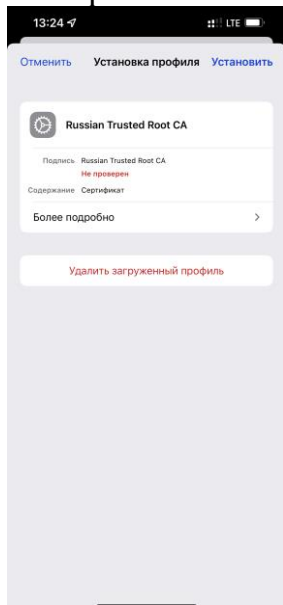 13:24 LTE
Отменить Установка профиля Установить
Russian Trusted Root CA
Подпись Russian Trusted Root CA
Не проверен
Содержание Сертификат
Более подробно
Удалить загруженный профиль